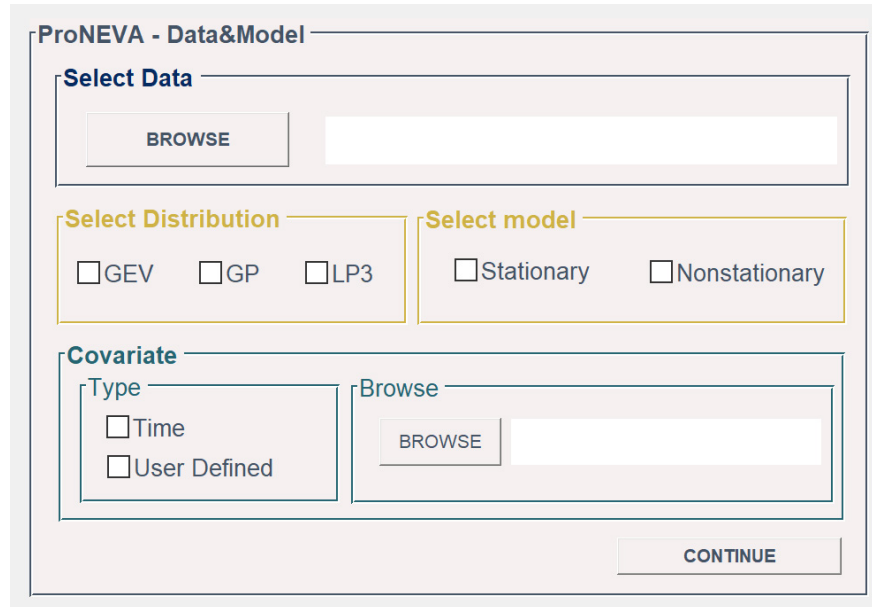 ProNEVA - Data&Model
Select Data
BROWSE
Select Distribution
GEV GP LP3
Select model
Stationary Nonstationary
Covariate
Type
Time
User Defined
Browse
BROWSE
CONTINUE